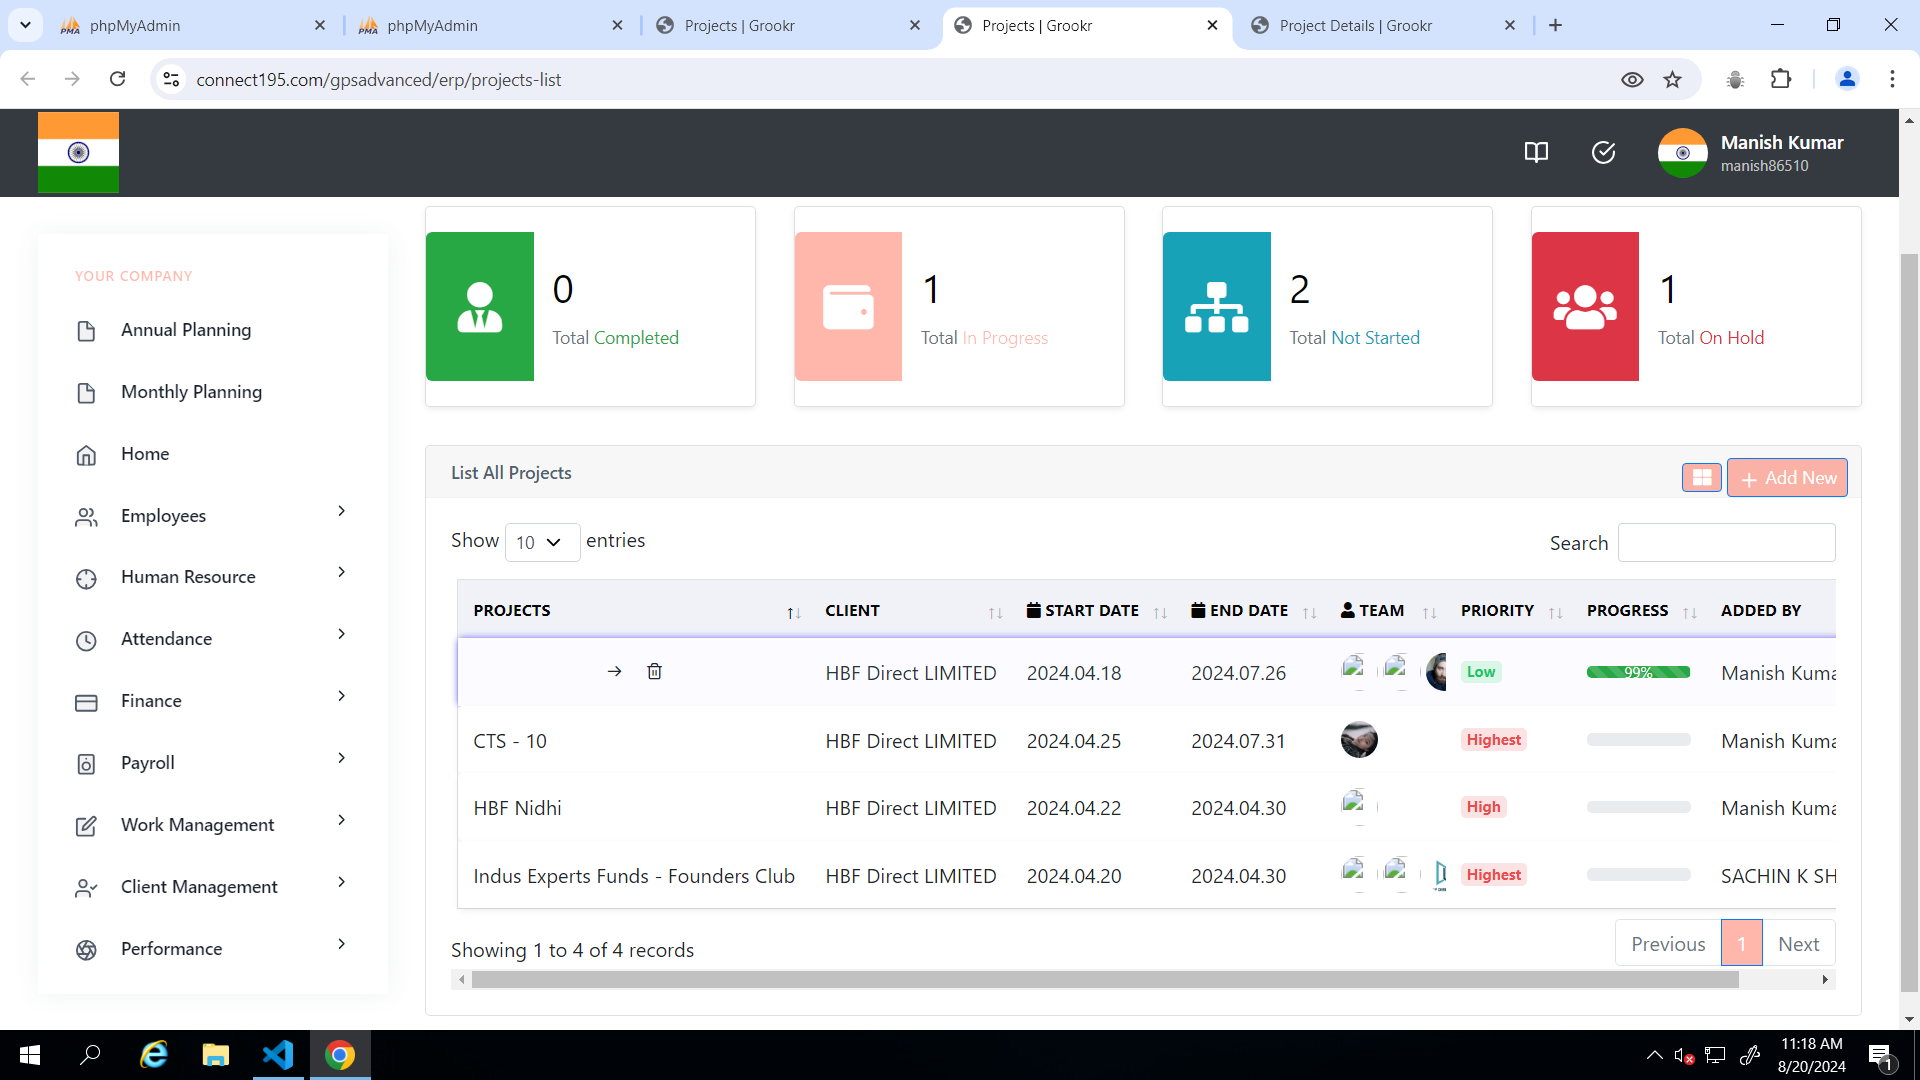 phpMyAdmin
phpMyAdmin
Projects | Grookr
Projects | Grookr
Project Details | Grookr
connect195.com/gpsadvanced/erp/projects-list
Manish Kumar
manish86510
YOUR COMPANY
Annual Planning
Monthly Planning
Home
Employees
Human Resource
Attendance
Finance
Payroll
Work Management
Client Management
Performance
0
Total Completed
1
Total In Progress
2
Total Not Started
1
Total On Hold
List All Projects
+ Add New
Show 10 entries
Search
PROJECTS CLIENT START DATE END DATE TEAM PRIORITY PROGRESS ADDED BY
HBF Direct LIMITED 2024.04.18 2024.07.26 Low 99% Manish Kuma
CTS - 10 HBF Direct LIMITED 2024.04.25 2024.07.31 Highest Manish Kuma
HBF Nidhi HBF Direct LIMITED 2024.04.22 2024.04.30 High Manish Kuma
Indus Experts Funds - Founders Club HBF Direct LIMITED 2024.04.20 2024.04.30 Highest SACHIN K SH
Showing 1 to 4 of 4 records
Previous 1 Next
11:18 AM
8/20/2024
1